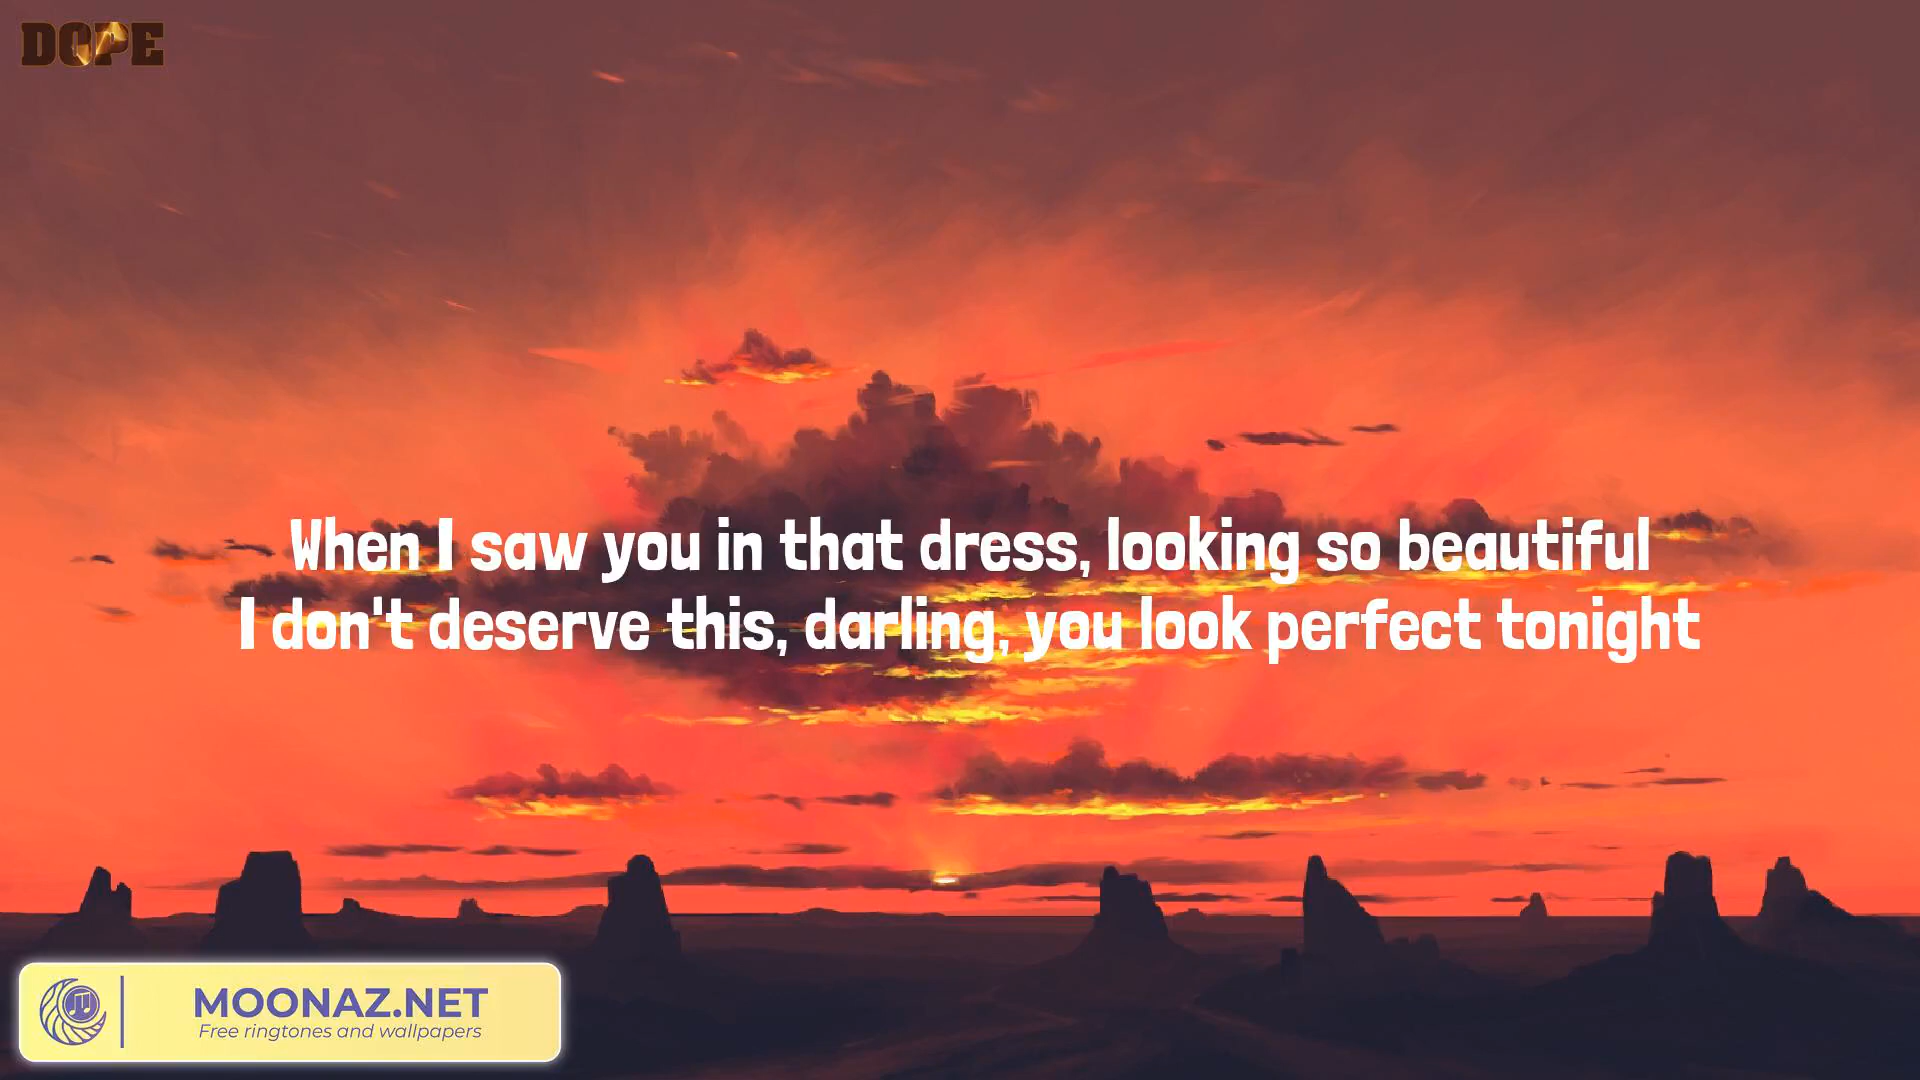 DOPE
When I saw you in that dress, looking so beautiful
I don't deserve this, darling, you look perfect tonight
MOONAZ.NET
Free ringtones and wallpapers